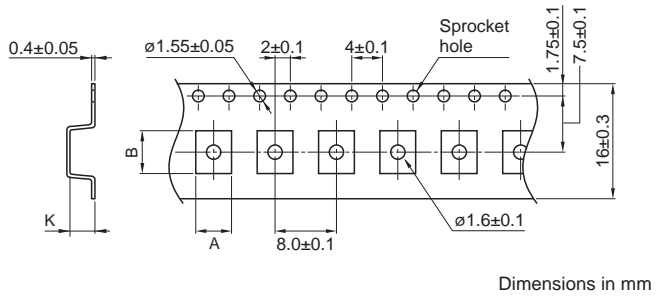 Sprocket
hole
0.4±0.05
ø1.55±0.05
2±0.1
4±0.1
1.75±0.1
7.5±0.1
B
16±0.3
K
A
8.0±0.1
ø1.6±0.1
Dimensions in mm